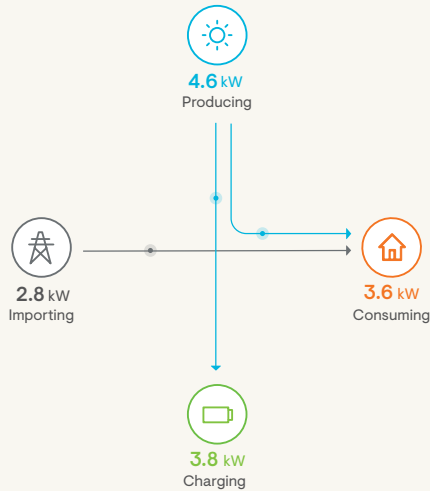 4.6 kW
Producing
2.8 kW
Importing
3.6 kW
Consuming
3.8 kW
Charging